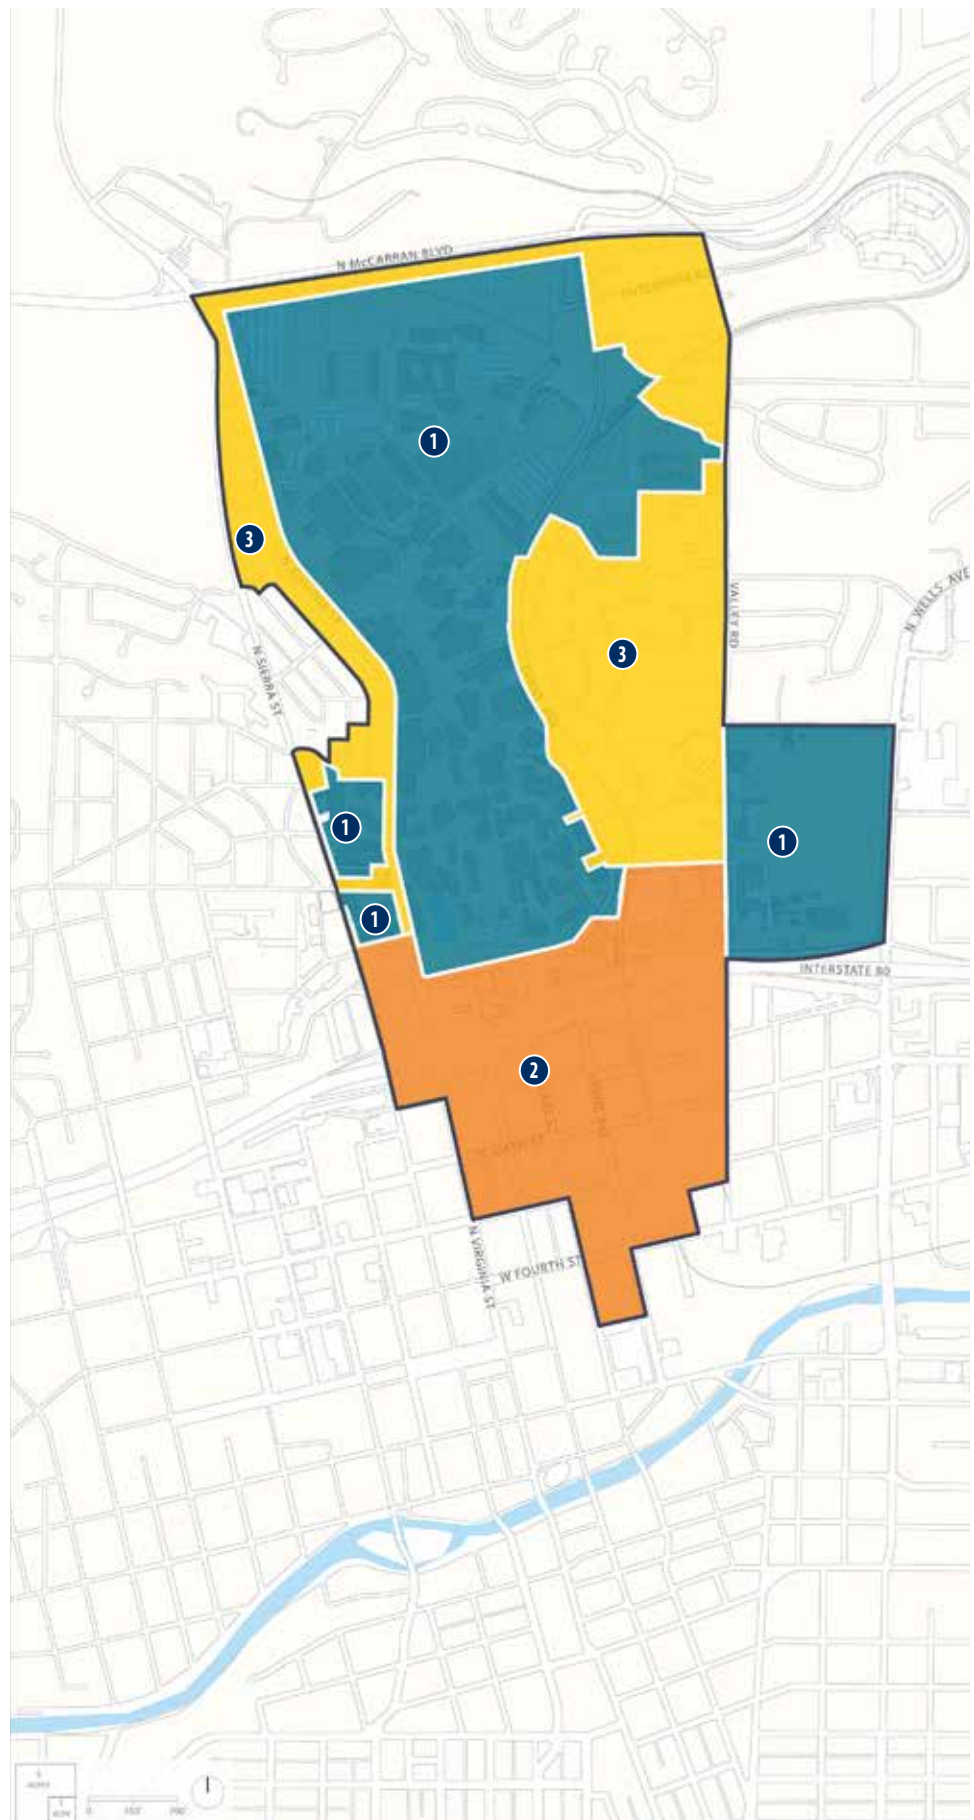 N McCARRAN BLVD
1
3
VALLEY RD
N WELLS AVE
3
N SIERRA ST
1
1
1
INTERSTATE 80
2
N VIRGINIA ST
W FOURTH ST